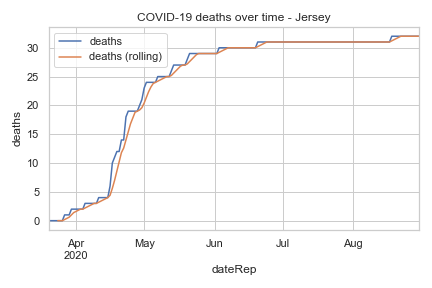 COVID-19 deaths over time - Jersey
deaths
deaths (rolling)
deaths
30
25
20
15
10
5
0
Apr
2020
May
Jun
Jul
Aug
dateRep